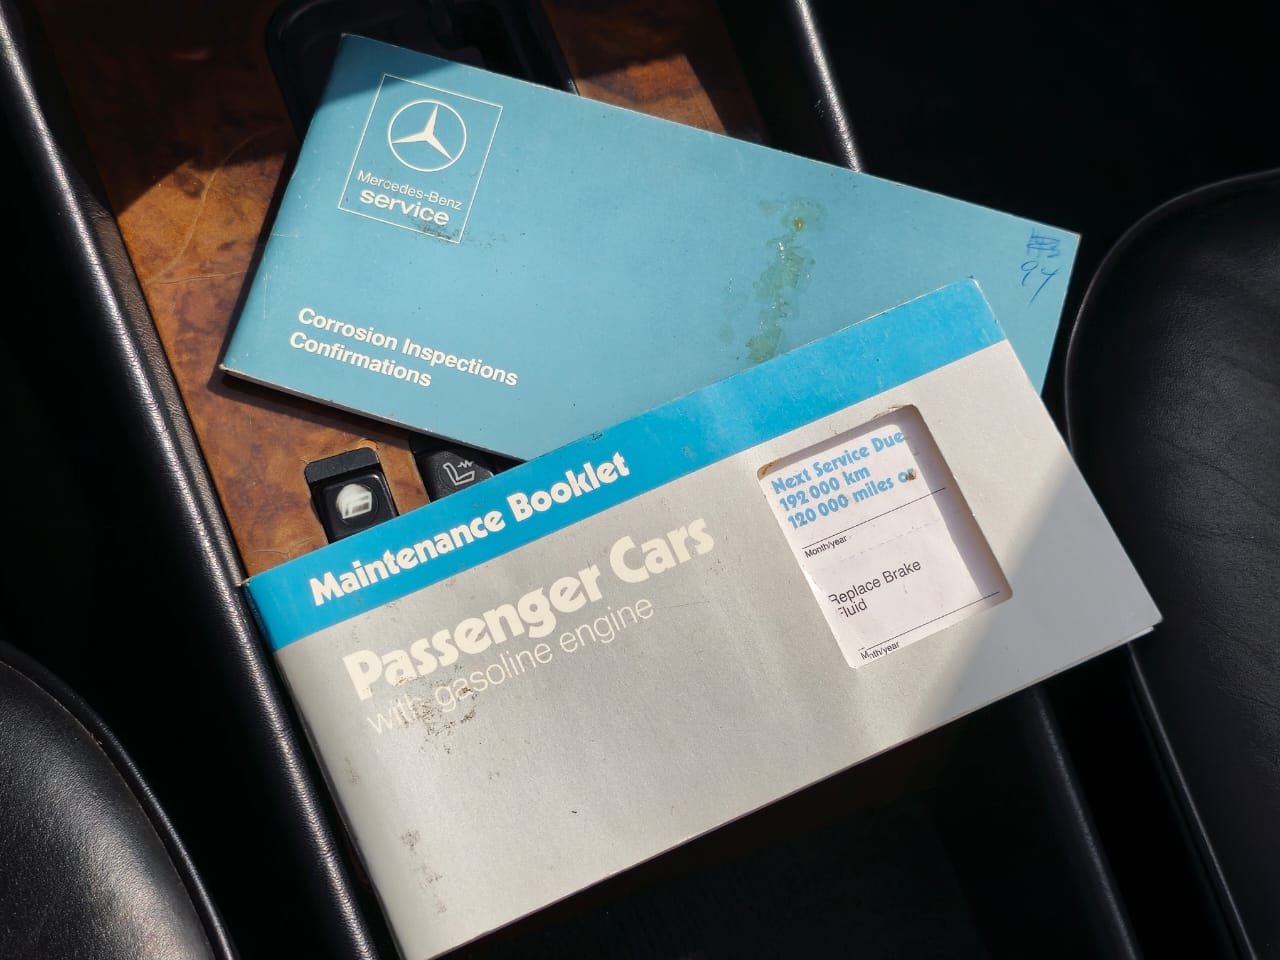 Mercedes-Benz
service
Corrosion Inspections
Confirmations
94
Maintenance Booklet
Passenger Cars
with gasoline engine
Next Service Due
192 000 km
120 000 miles or
Month/year
Replace Brake
Fluid
Month/year